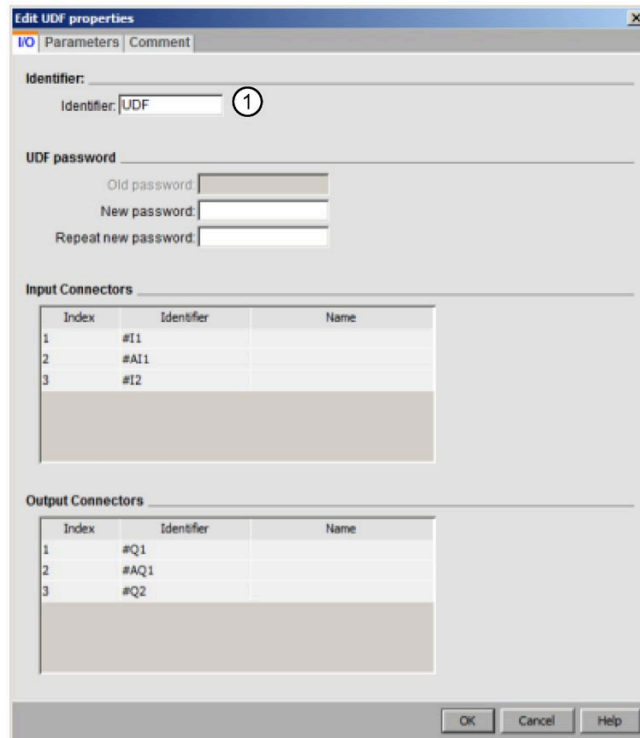 Edit UDF properties X
I/O Parameters Comment
Identifier:
Identifier: UDF 1
UDF password
Old password:
New password:
Repeat new password:
Input Connectors
Index Identifier Name
1 #I1
2 #AI1
3 #I2
Output Connectors
Index Identifier Name
1 #Q1
2 #AQ1
3 #Q2
OK Cancel Help